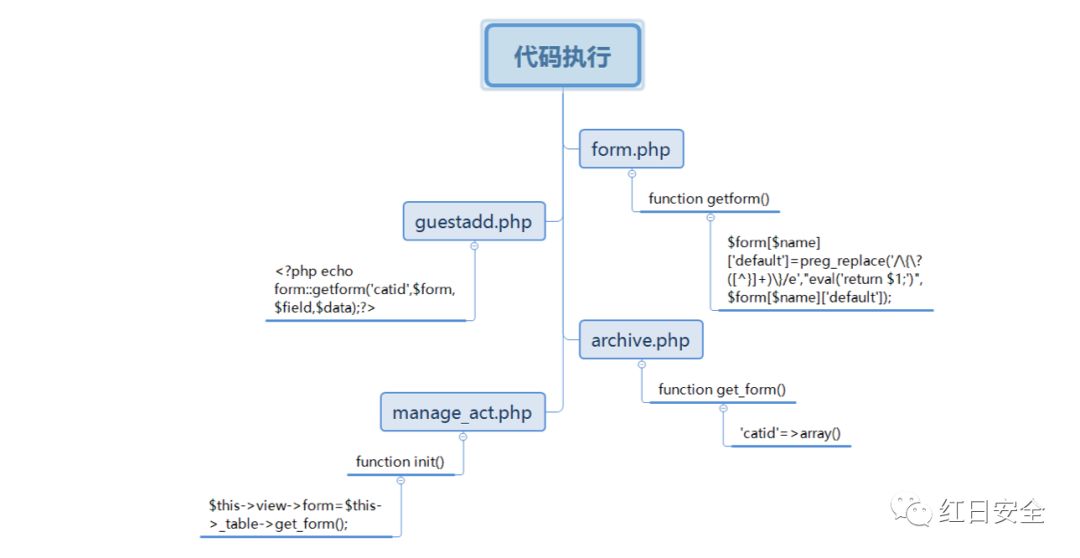 代码执行
form.php
function getform()
$form[$name]
['default']=preg_replace('/\{\?
([^}]+)\}/e',"eval('return $1;')",
$form[$name]['default']);
guestadd.php
<?php echo
form::getform('catid',$form,
$field,$data);?>
archive.php
function get_form()
'catid'=>array()
manage_act.php
function init()
$this->view->form=$this-
>_table->get_form();
红日安全